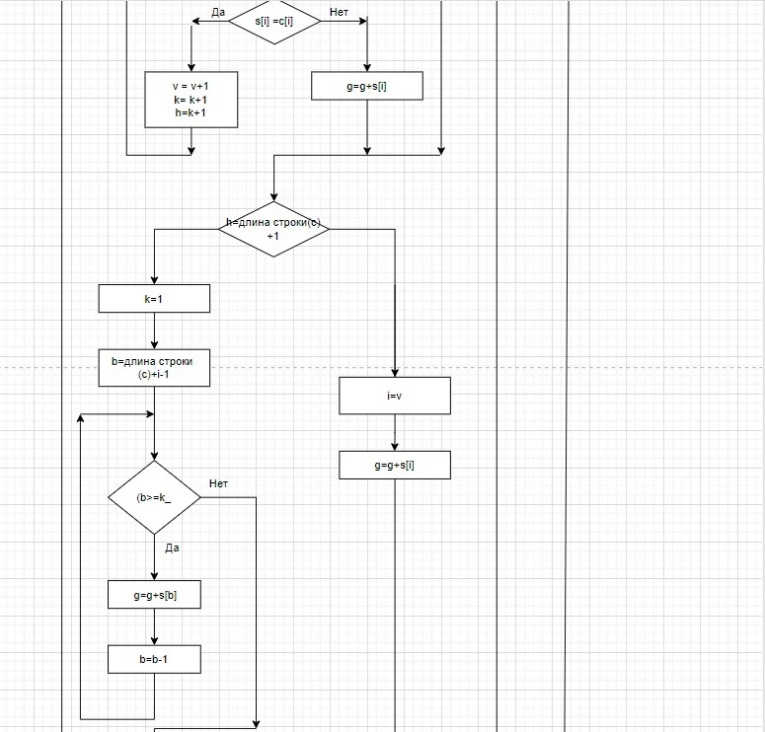 Да
s[i] =c[i]
Нет
v = v+1
k= k+1
h=k+1
g=g+s[i]
h=длина строки(c)
+1
k=1
b=длина строки
(c)+i-1
i=v
g=g+s[i]
(b>=k_
Нет
Да
g=g+s[b]
b=b-1